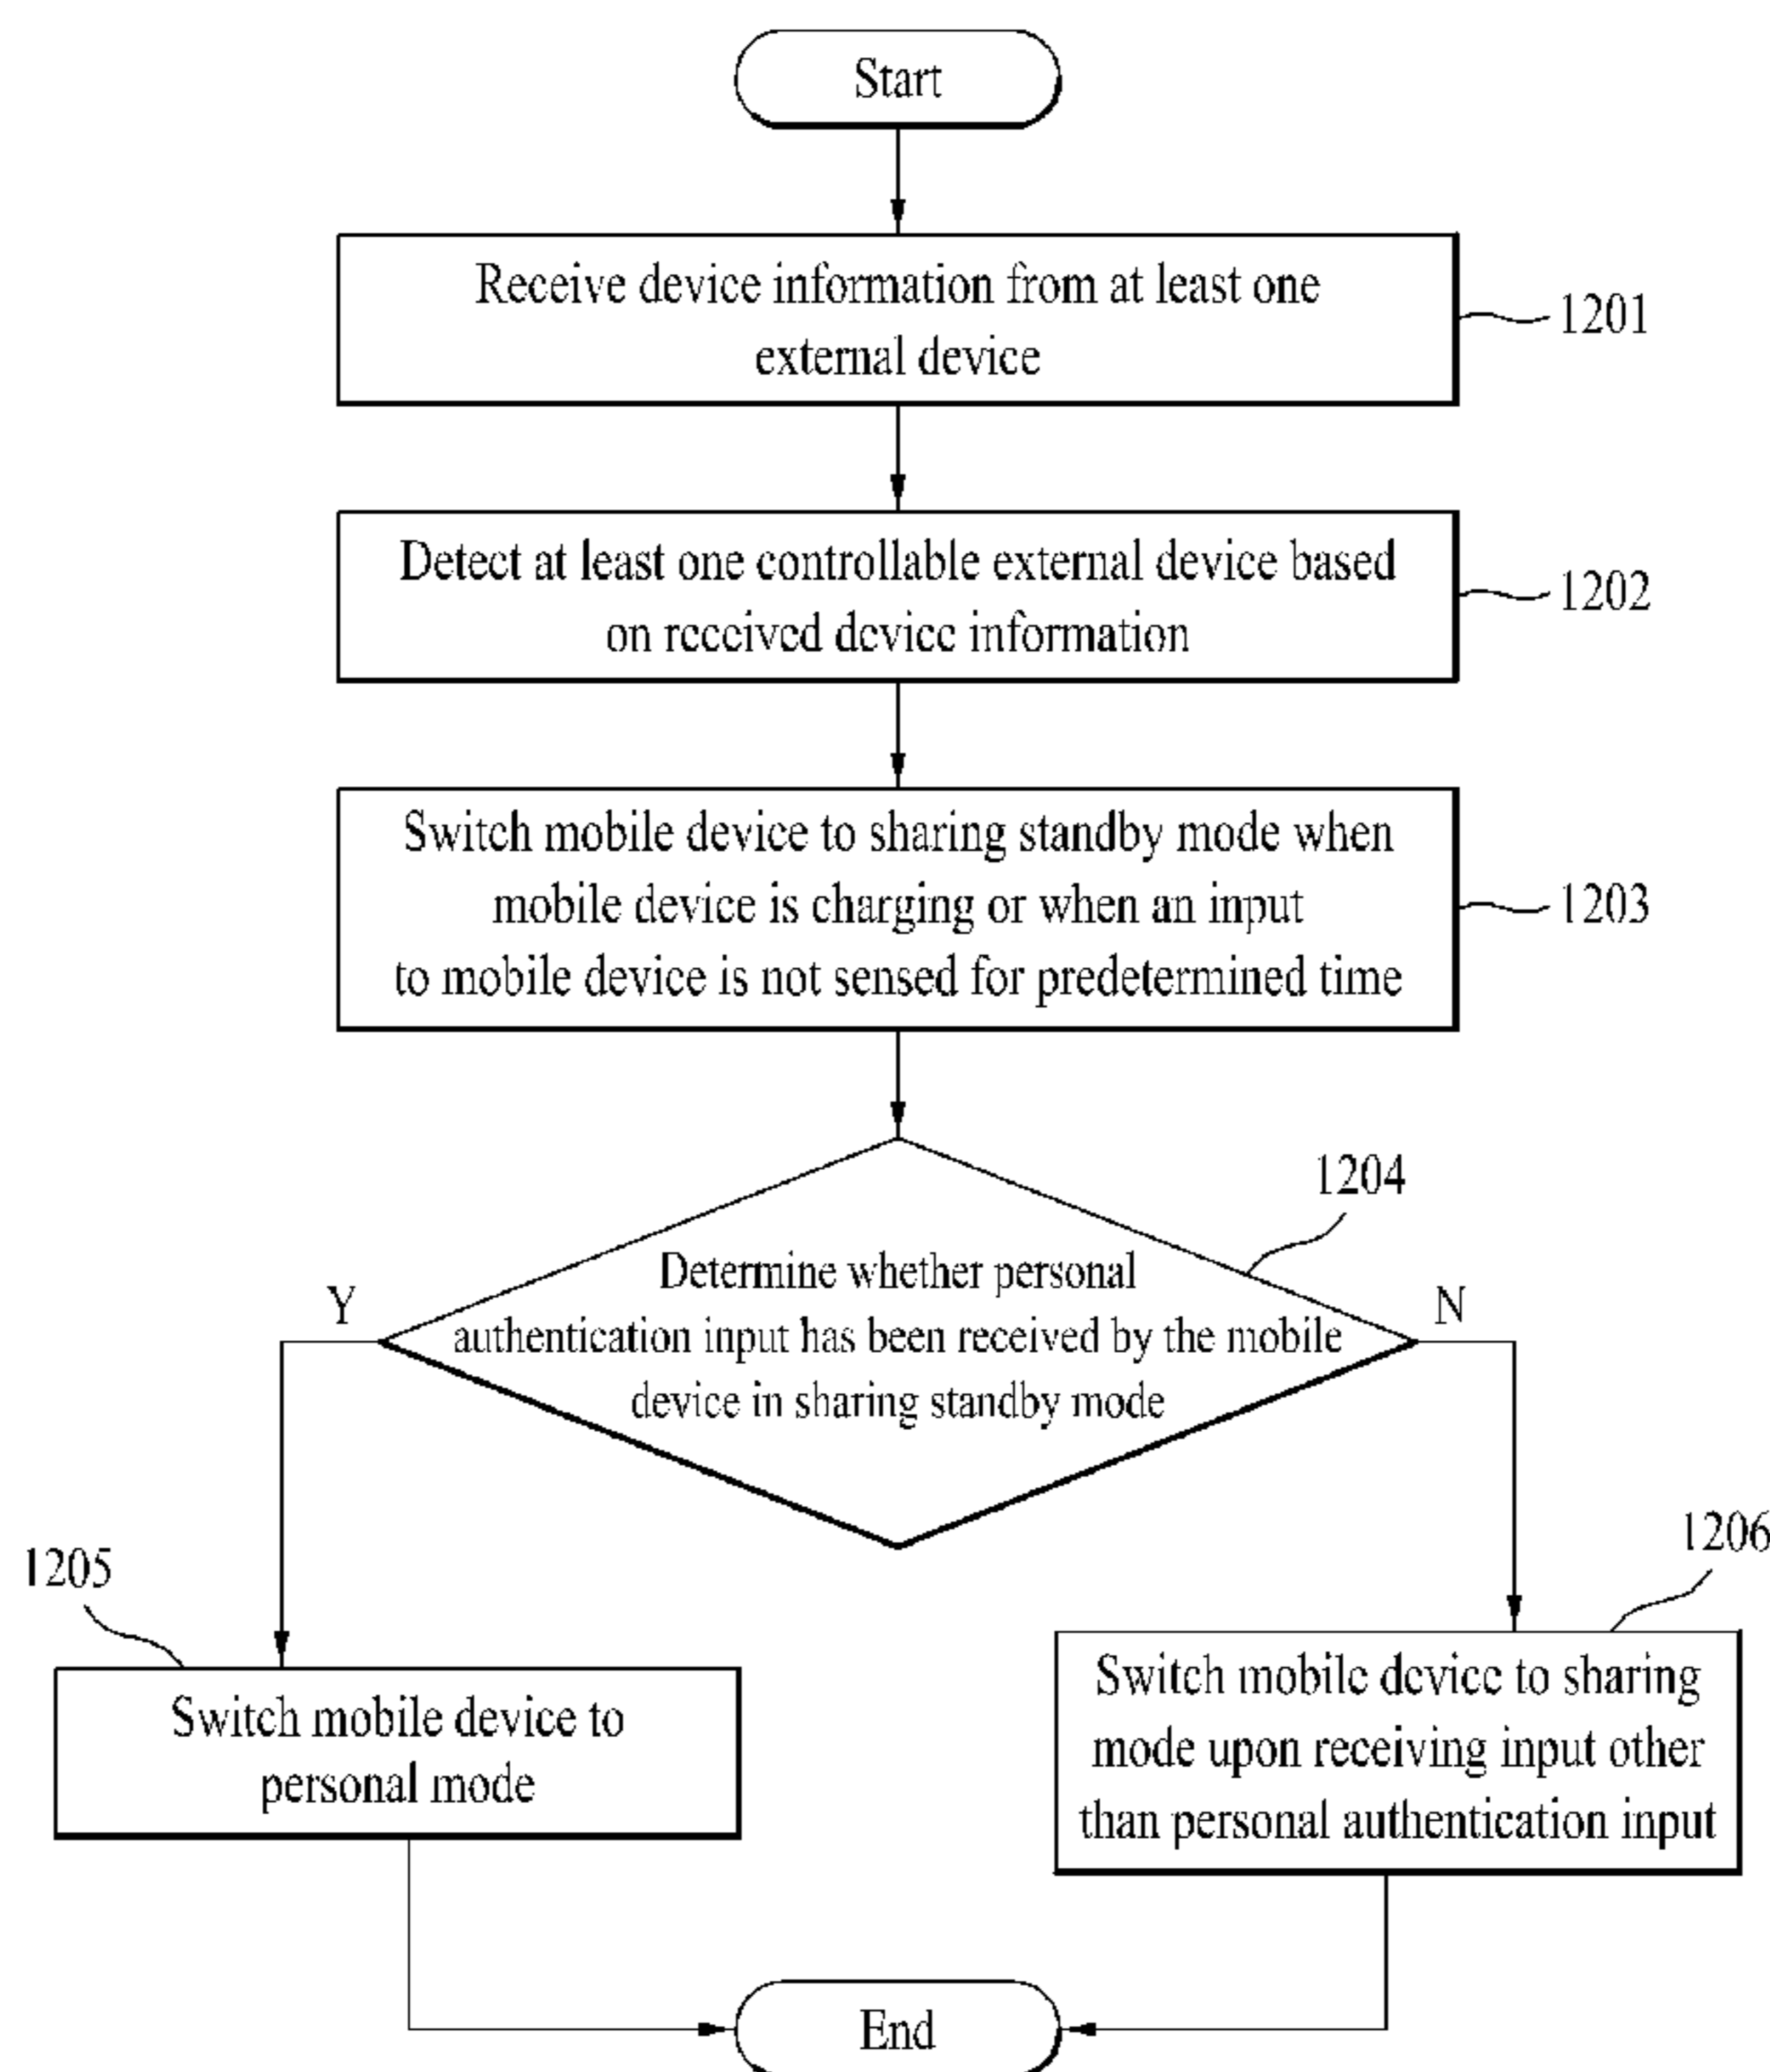 Start
Receive device information from at least one
external device
1201
Detect at least one controllable external device based
on received device information
1202
Switch mobile device to sharing standby mode when
mobile device is charging or when an input
to mobile device is not sensed for predetermined time
1203
1204
Determine whether personal
authentication input has been received by the mobile
device in sharing standby mode
Y
N
1205
Switch mobile device to
personal mode
1206
Switch mobile device to sharing
mode upon receiving input other
than personal authentication input
End